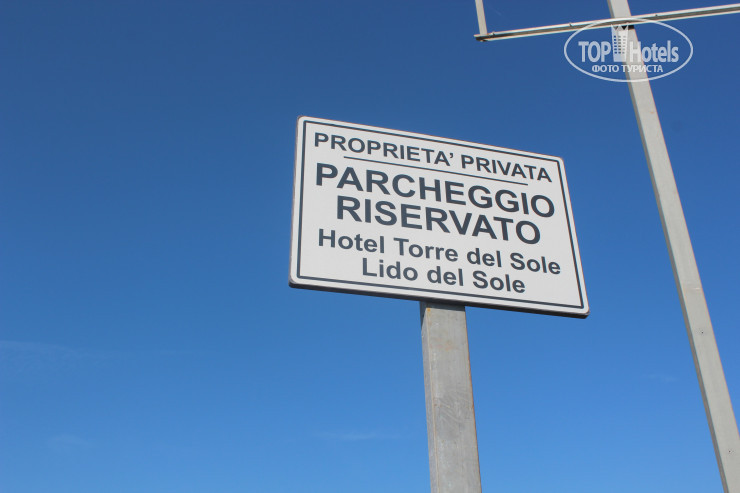 TOP Hotels
ФОТО ТУРИСТА
PROPRIETA' PRIVATA
PARCHEGGIO
RISERVATO
Hotel Torre del Sole
Lido del Sole